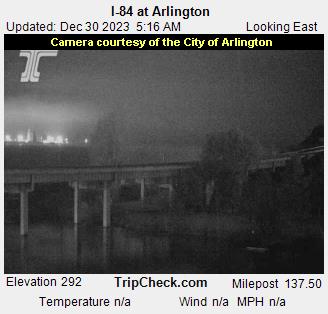 I-84 at Arlington
Updated: Dec 30 2023 5:16 AM Looking East
Camera courtesy of the City of Arlington
Elevation 292 TripCheck.com Milepost 137.50
Temperature n/a Wind n/a MPH n/a